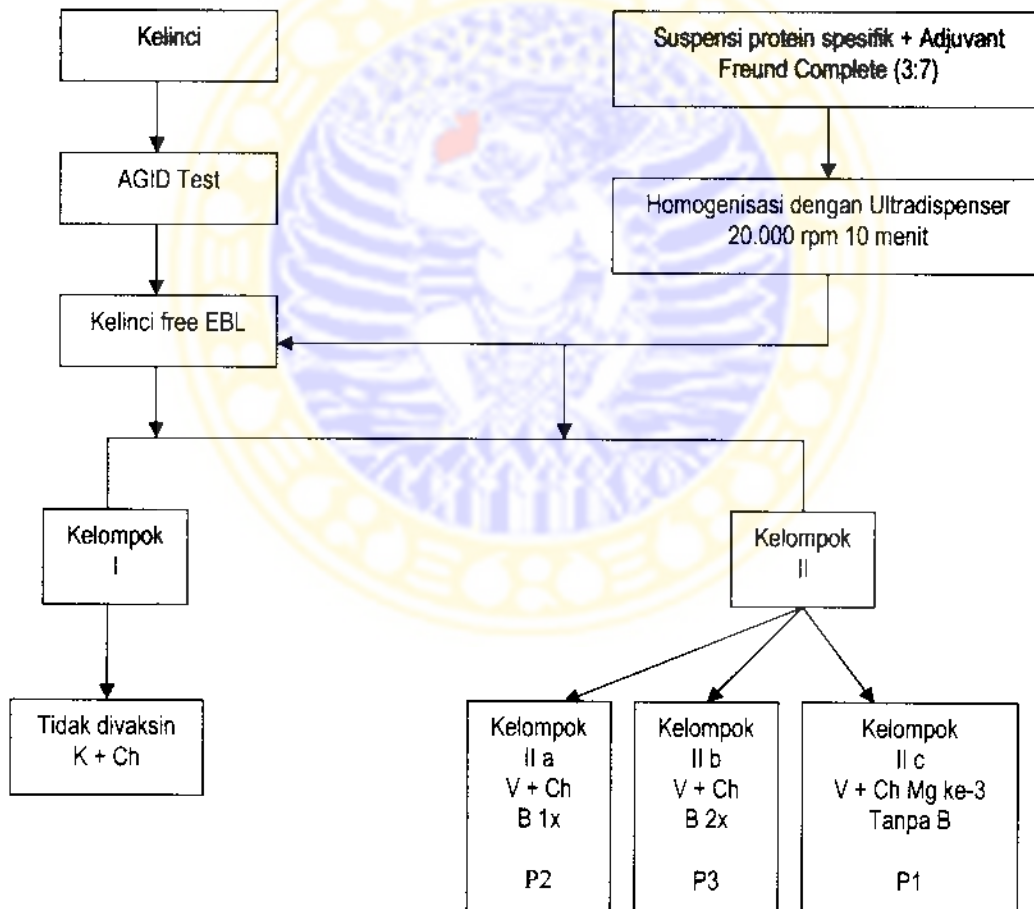 Kelinci
Suspensi protein spesifik + Adjuvant
Freund Complete (3:7)
AGID Test
Homogenisasi dengan Ultradispenser
20.000 rpm 10 menit
Kelinci free EBL
Kelompok
I
Kelompok
II
Tidak divaksin
K + Ch
Kelompok
II a
V + Ch
B 1x
P2
Kelompok
II b
V + Ch
B 2x
P3
Kelompok
II c
V + Ch Mg ke-3
Tanpa B
P1